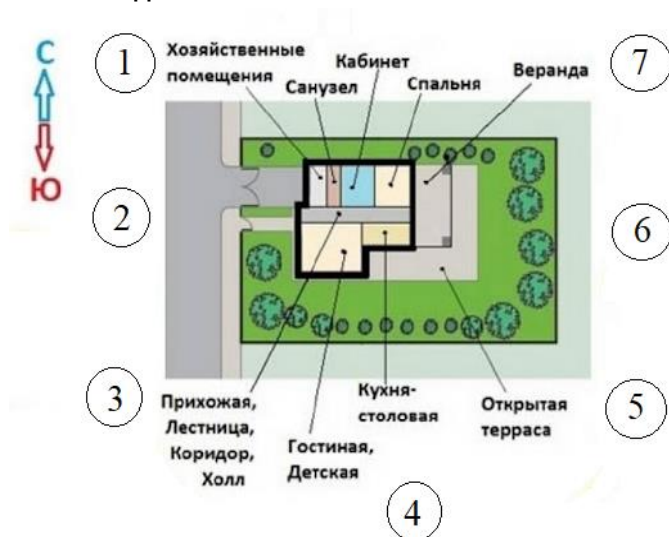 С
Ю
1
Хозяйственные
помещения
Санузел
Кабинет
Спальня
Веранда
7
2
6
3
Прихожая,
Лестница,
Коридор,
Холл
Гостиная,
Детская
Кухня-
столовая
Открытая
терраса
5
4